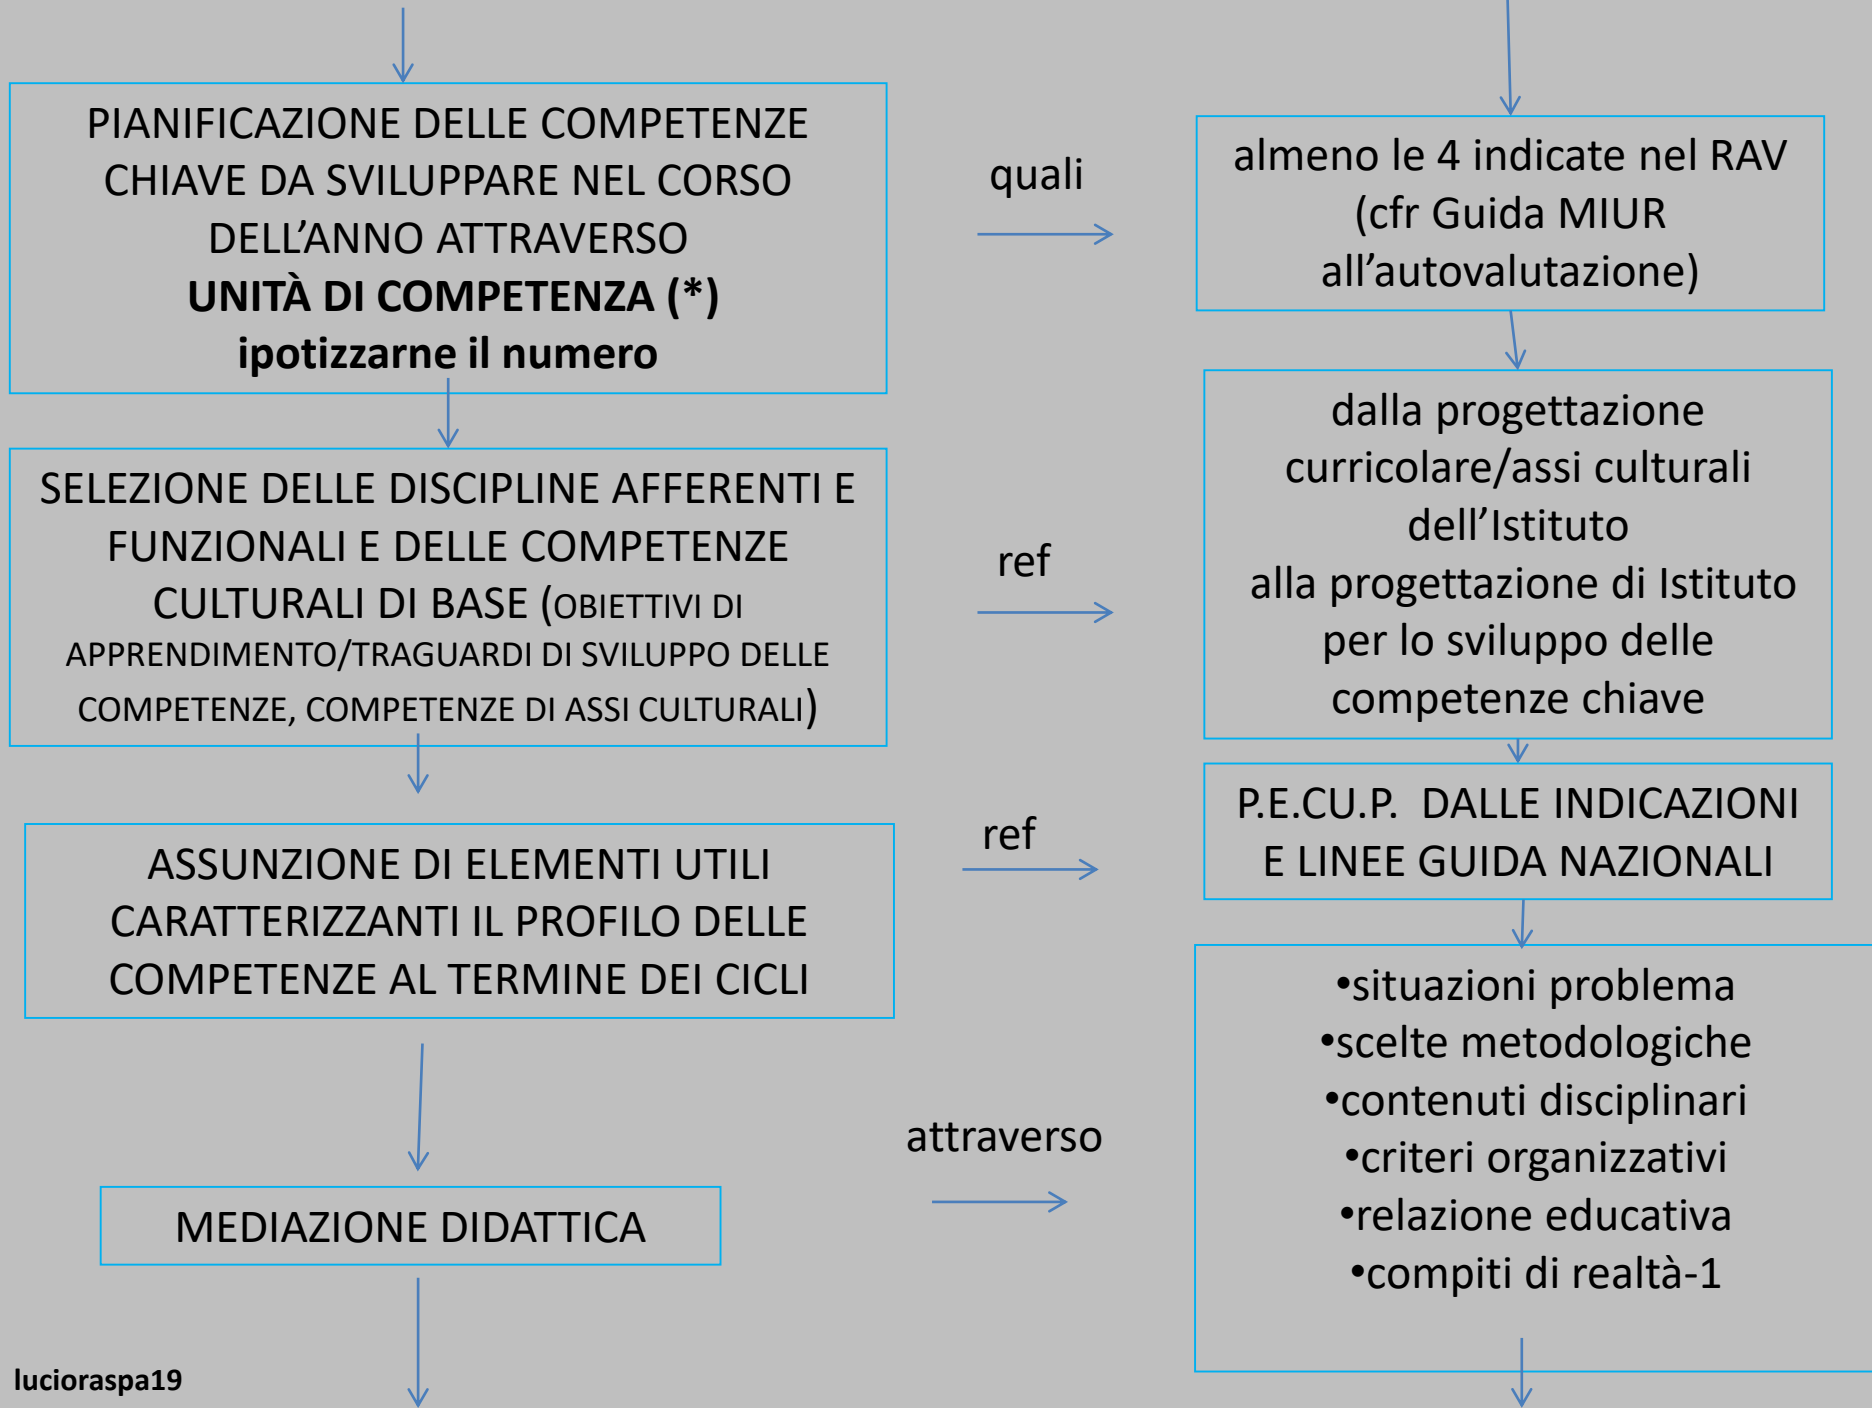 PIANIFICAZIONE DELLE COMPETENZE
CHIAVE DA SVILUPPARE NEL CORSO
DELL’ANNO ATTRAVERSO
UNITÀ DI COMPETENZA (*)
ipotizzarne il numero
quali
almeno le 4 indicate nel RAV
(cfr Guida MIUR
all’autovalutazione)
SELEZIONE DELLE DISCIPLINE AFFERENTI E
FUNZIONALI E DELLE COMPETENZE
CULTURALI DI BASE (OBIETTIVI DI
APPRENDIMENTO/TRAGUARDI DI SVILUPPO DELLE
COMPETENZE, COMPETENZE DI ASSI CULTURALI)
ref
dalla progettazione
curricolare/assi culturali
dell’Istituto
alla progettazione di Istituto
per lo sviluppo delle
competenze chiave
ASSUNZIONE DI ELEMENTI UTILI
CARATTERIZZANTI IL PROFILO DELLE
COMPETENZE AL TERMINE DEI CICLI
ref
P.E.CU.P. DALLE INDICAZIONI
E LINEE GUIDA NAZIONALI
MEDIAZIONE DIDATTICA
attraverso
•situazioni problema
•scelte metodologiche
•contenuti disciplinari
•criteri organizzativi
•relazione educativa
•compiti di realtà-1
lucioraspa19